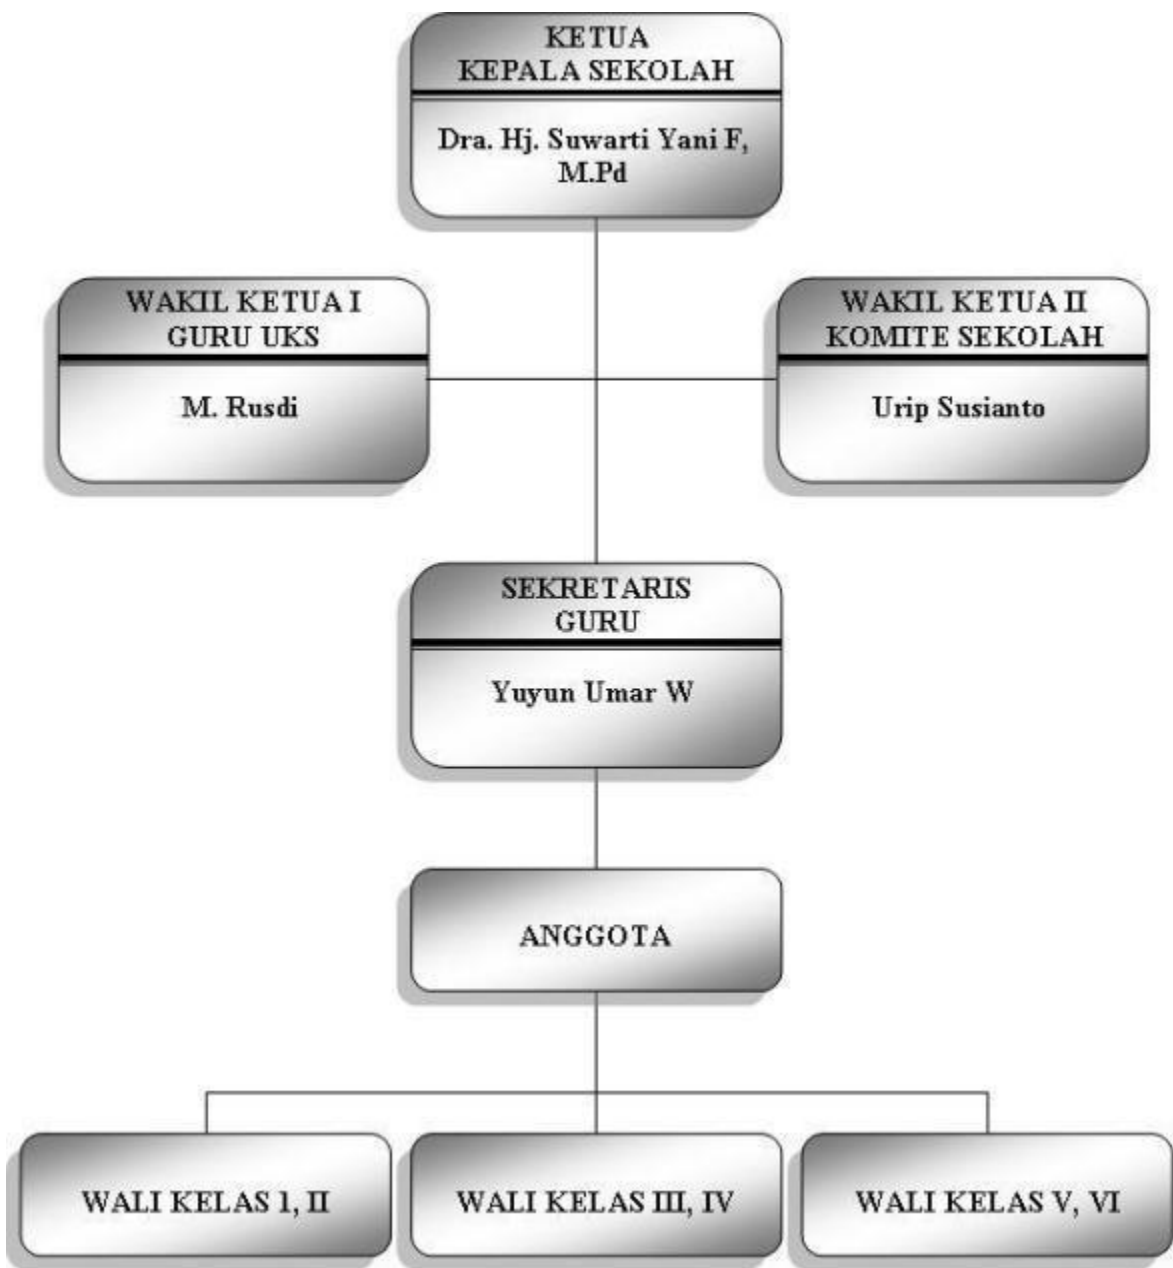 KETUA
KEPALA SEKOLAH
Dra. Hj. Suwarti Yani F,
M.Pd
WAKIL KETUA I
GURU UKS
M. Rusdi
WAKIL KETUA II
KOMITE SEKOLAH
Urip Susianto
SEKRETARIS
GURU
Yuyun Umar W
ANGGOTA
WALI KELAS 1, II
WALI KELAS III, IV
WALI KELAS V, VI